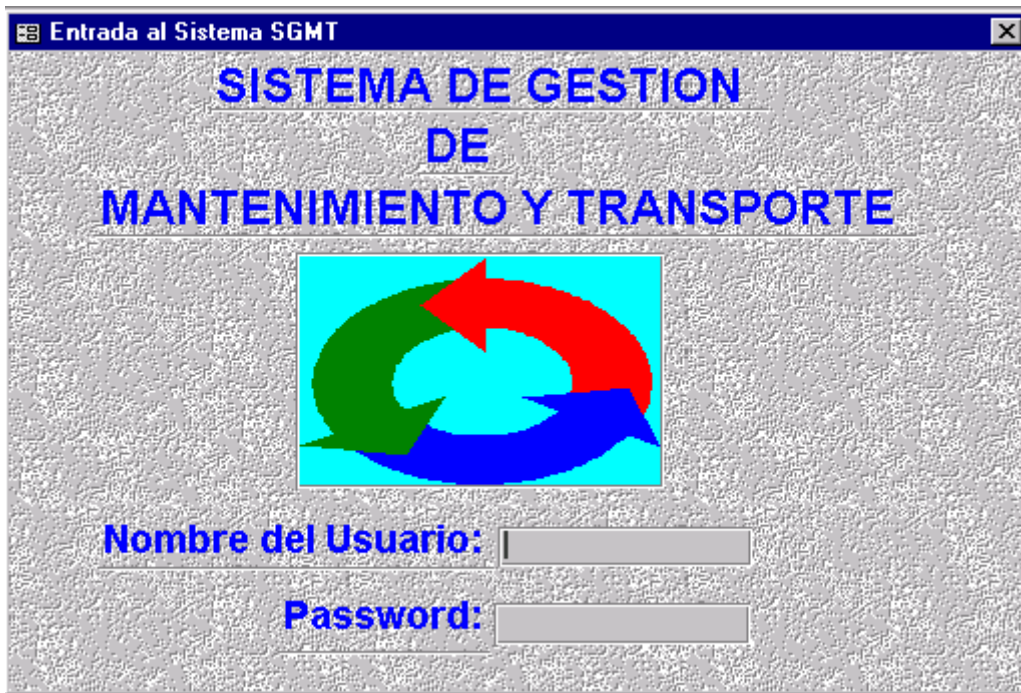 Entrada al Sistema SGMT
SISTEMA DE GESTION
DE
MANTENIMIENTO Y TRANSPORTE
Nombre del Usuario:
Password: